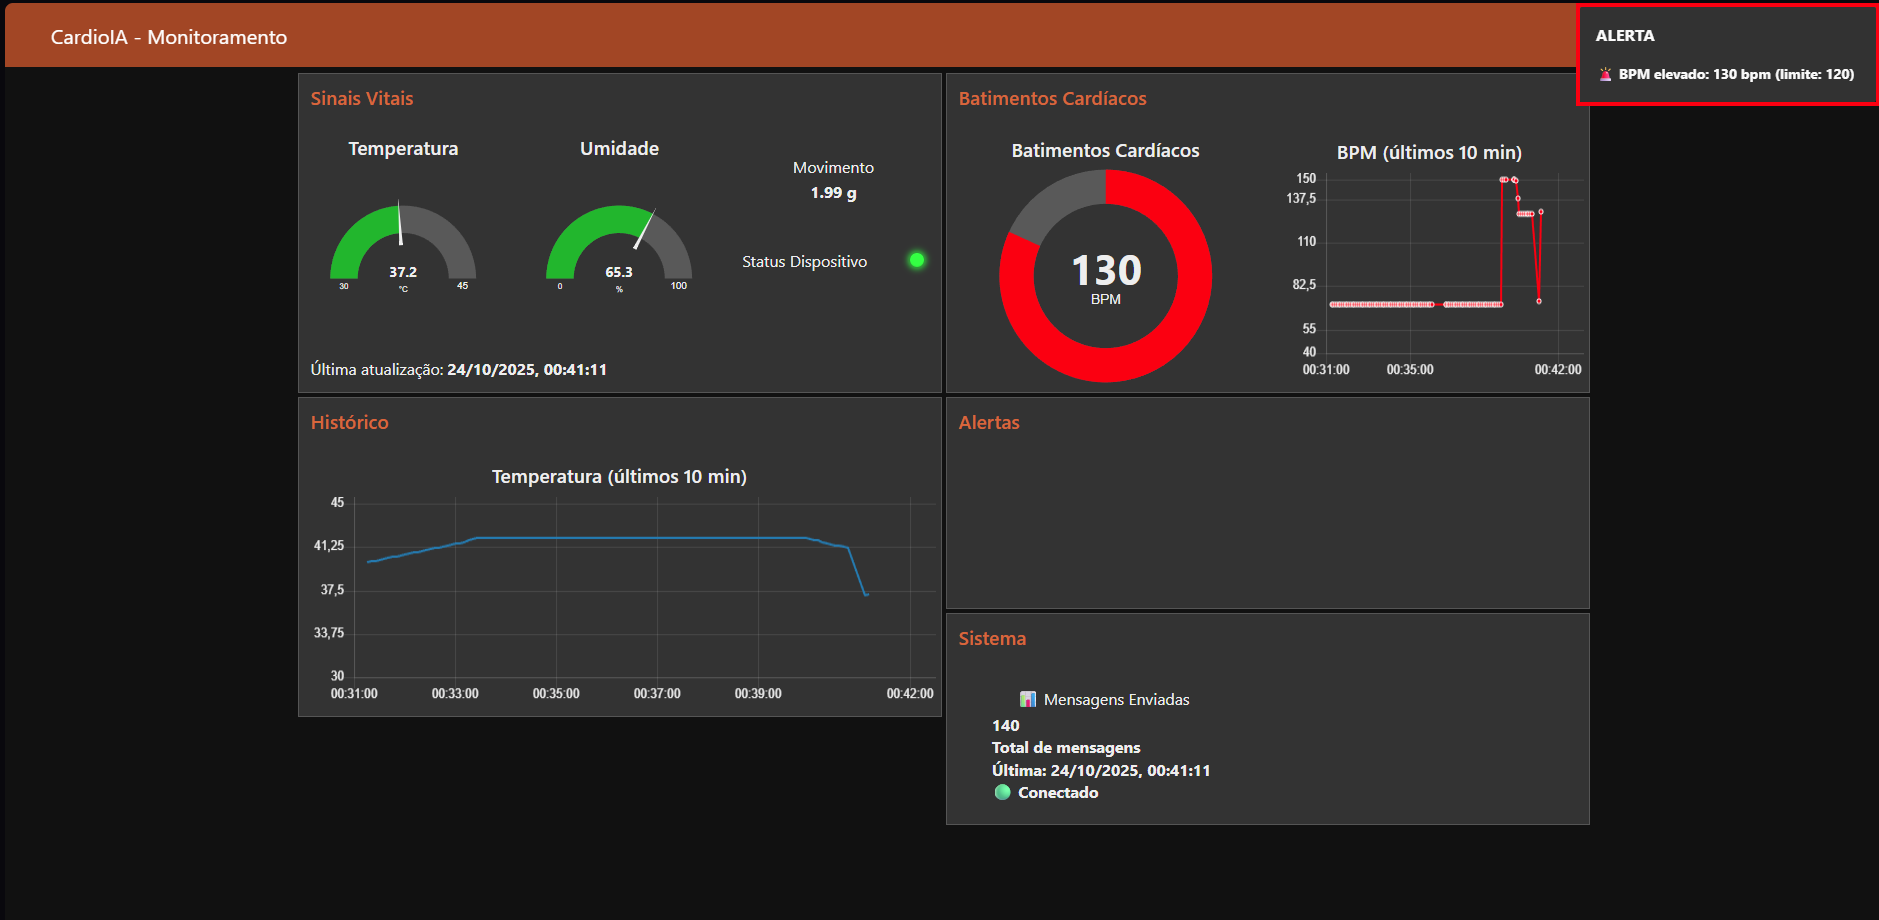 CardioIA - Monitoramento
ALERTA
🚨 BPM elevado: 130 bpm (limite: 120)
Sinais Vitais
Temperatura
37.2
30
°C
45
Umidade
65.3
0
%
100
Movimento
1.99 g
Status Dispositivo
Última atualização: 24/10/2025, 00:41:11
Batimentos Cardíacos
Batimentos Cardíacos
130
BPM
BPM (últimos 10 min)
150
137,5
110
82,5
55
40
00:31:00 00:35:00 00:42:00
Histórico
Temperatura (últimos 10 min)
45
41,25
37,5
33,75
30
00:31:00 00:33:00 00:35:00 00:37:00 00:39:00 00:42:00
Alertas
Sistema
📊 Mensagens Enviadas
140
Total de mensagens
Última: 24/10/2025, 00:41:11
🟢 Conectado